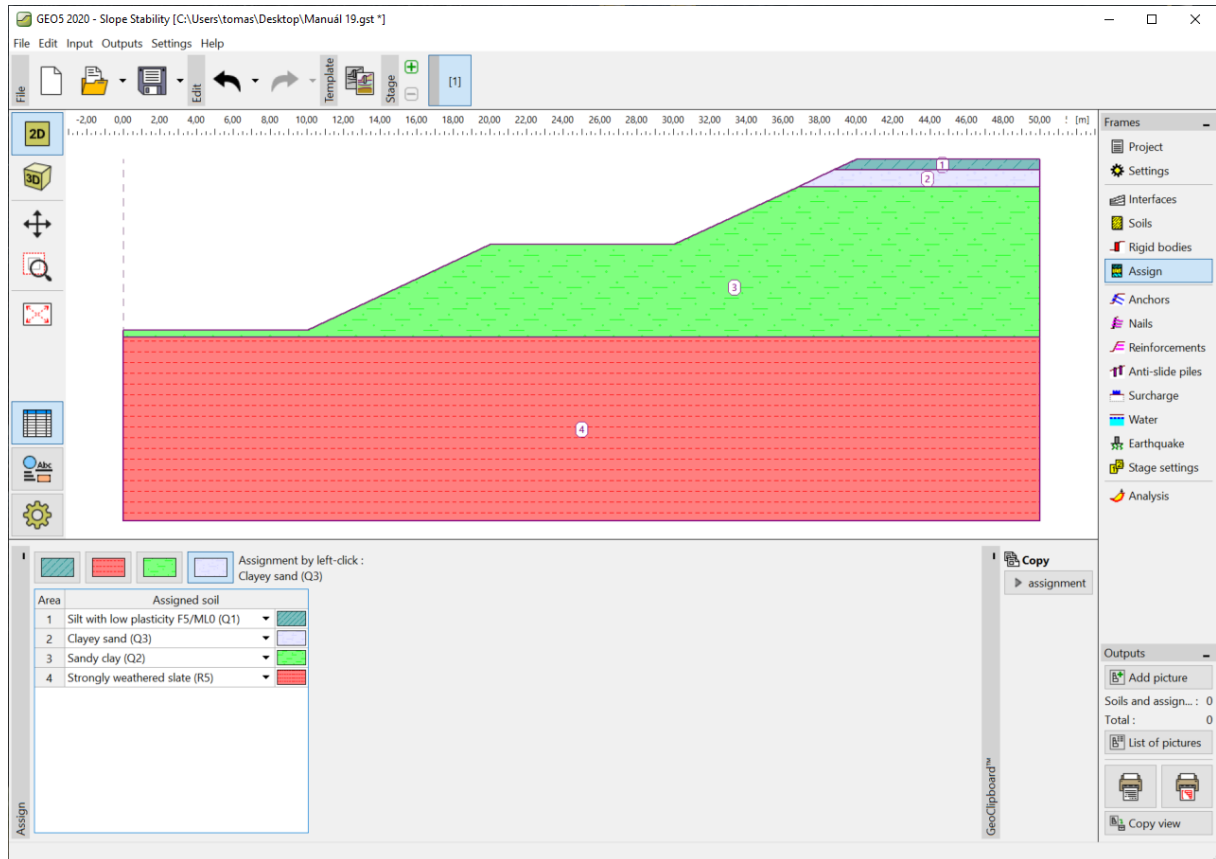 GEO5 2020 - Slope Stability [C:\Users\tomas\Desktop\Manuál 19.gst *]
File Edit Input Outputs Settings Help
File
Edit
Template
Stage
[1]
2D
3D
-2,00 0,00 2,00 4,00 6,00 8,00 10,00 12,00 14,00 16,00 18,00 20,00 22,00 24,00 26,00 28,00 30,00 32,00 34,00 36,00 38,00 40,00 42,00 44,00 46,00 48,00 50,00 [m]
1
2
3
4
Abc
Frames
Project
Settings
Interfaces
Soils
Rigid bodies
Assign
Anchors
Nails
Reinforcements
Anti-slide piles
Surcharge
Water
Earthquake
Stage settings
Analysis
Assignment by left-click :
Clayey sand (Q3)
Area Assigned soil
1 Silt with low plasticity F5/ML0 (Q1)
2 Clayey sand (Q3)
3 Sandy clay (Q2)
4 Strongly weathered slate (R5)
Assign
GeoClipboard™
Copy
assignment
Outputs
Add picture
Soils and assign... : 0
Total : 0
List of pictures
Copy view